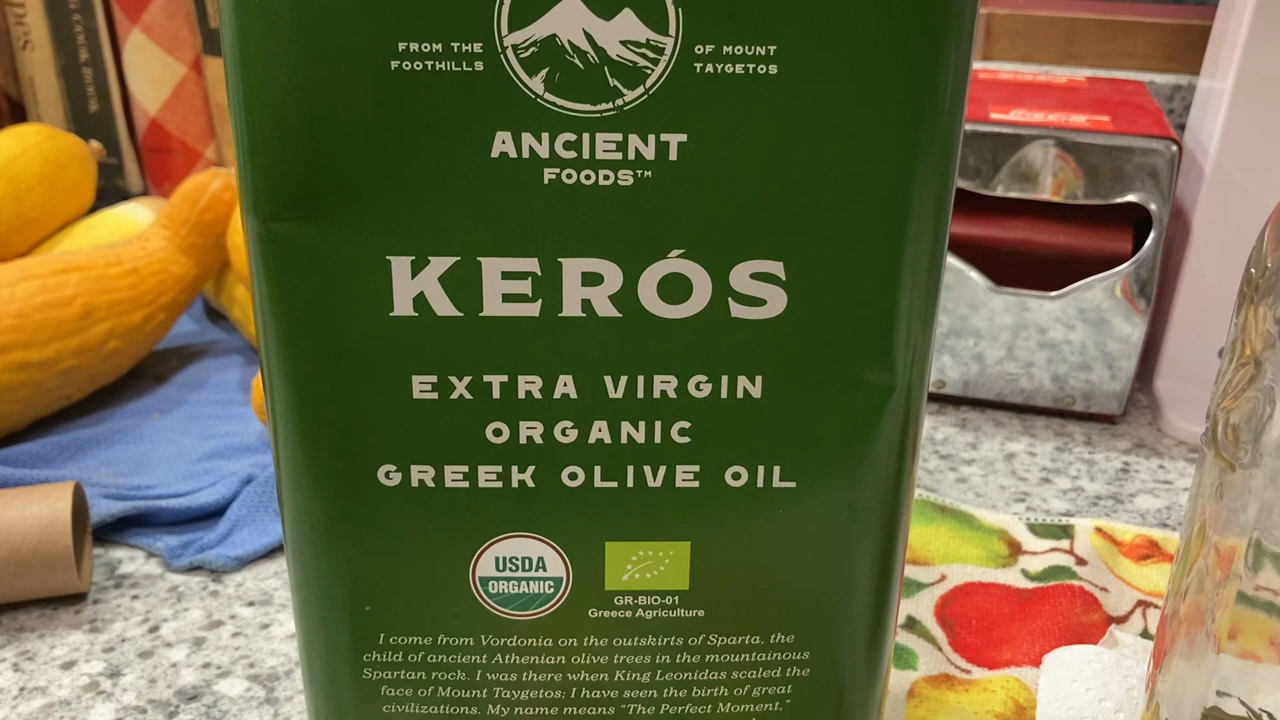 FROM THE
FOOTHILLS
OF MOUNT
TAYGETOS
ANCIENT
FOODS™
KERÓS
EXTRA VIRGIN
ORGANIC
GREEK OLIVE OIL
USDA
ORGANIC
GR-BIO-01
Greece Agriculture
I come from Vordonia on the outskirts of Sparta, the
child of ancient Athenian olive trees in the mountainous
Spartan rock. I was there when King Leonidas scaled the
face of Mount Taygetos; I have seen the birth of great
civilizations. My name means "The Perfect Moment,"